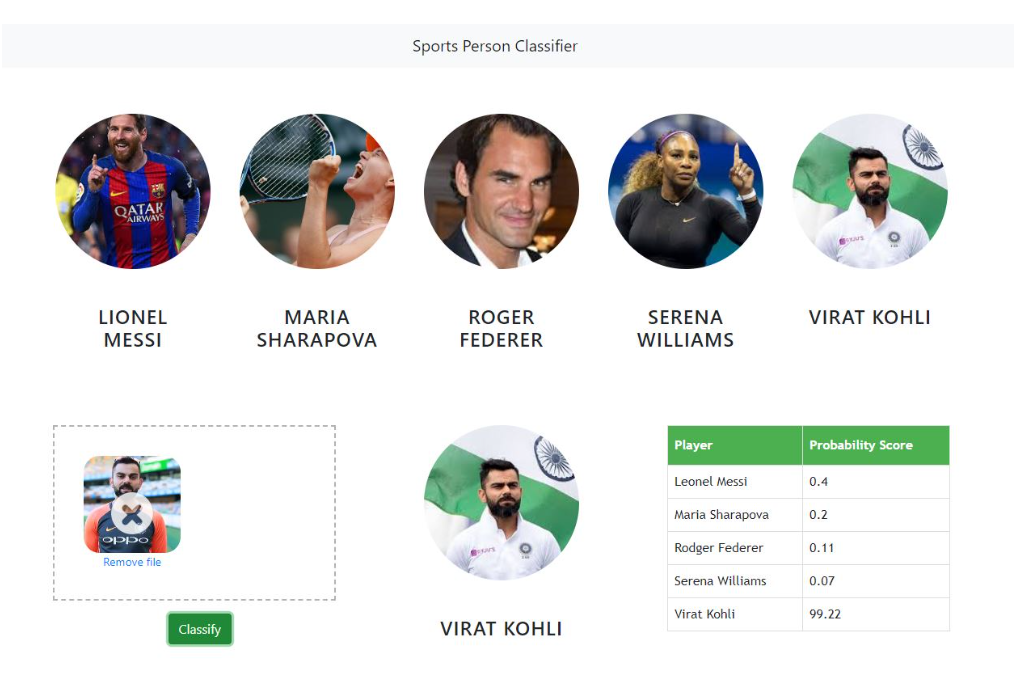 Sports Person Classifier
QATAR
AIRWAYS
LIONEL
MESSI
MARIA
SHARAPOVA
ROGER
FEDERER
SERENA
WILLIAMS
VIRAT KOHLI
oppo
Remove file
Classify
VIRAT KOHLI
Player Probability Score
Leonel Messi 0.4
Maria Sharapova 0.2
Rodger Federer 0.11
Serena Williams 0.07
Virat Kohli 99.22